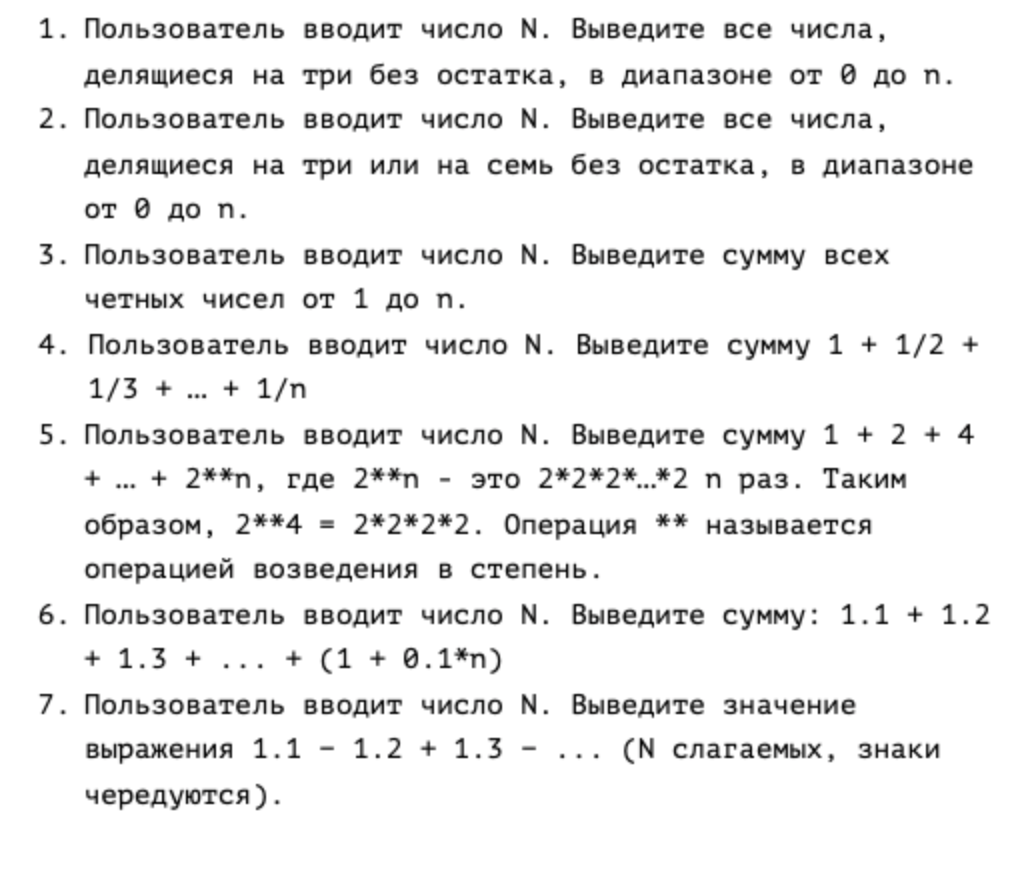 1. Пользователь вводит число N. Выведите все числа,
делящиеся на три без остатка, в диапазоне от 0 до n.
2. Пользователь вводит число N. Выведите все числа,
делящиеся на три или на семь без остатка, в диапазоне
от 0 до n.
3. Пользователь вводит число N. Выведите сумму всех
четных чисел от 1 до n.
4. Пользователь вводит число N. Выведите сумму 1 + 1/2 +
1/3 + … + 1/n
5. Пользователь вводит число N. Выведите сумму 1 + 2 + 4
+ … + 2**n, где 2**n - это 2*2*2*…*2 n раз. Таким
образом, 2**4 = 2*2*2*2. Операция ** называется
операцией возведения в степень.
6. Пользователь вводит число N. Выведите сумму: 1.1 + 1.2
+ 1.3 + ... + (1 + 0.1*n)
7. Пользователь вводит число N. Выведите значение
выражения 1.1 – 1.2 + 1.3 – ... (N слагаемых, знаки
чередуются).